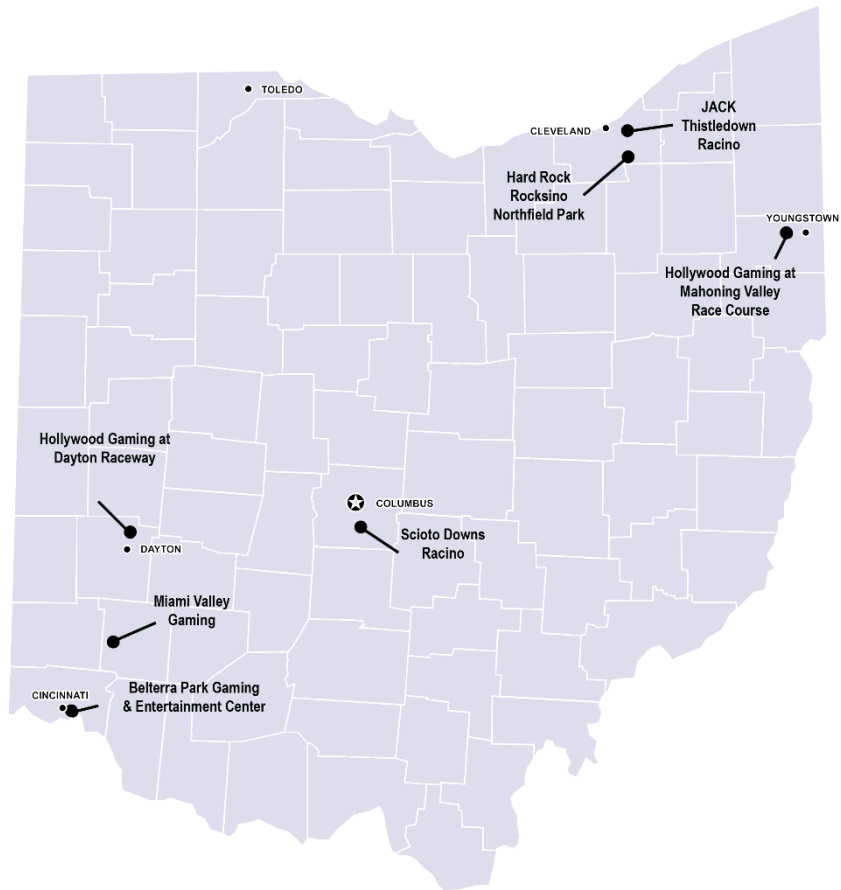 TOLEDO
CLEVELAND
JACK
Thistledown
Racino
Hard Rock
Rocksino
Northfield Park
YOUNGSTOWN
Hollywood Gaming at
Mahoning Valley
Race Course
Hollywood Gaming at
Dayton Raceway
COLUMBUS
Scioto Downs
Racino
DAYTON
Miami Valley
Gaming
CINCINNATI
Belterra Park Gaming
& Entertainment Center